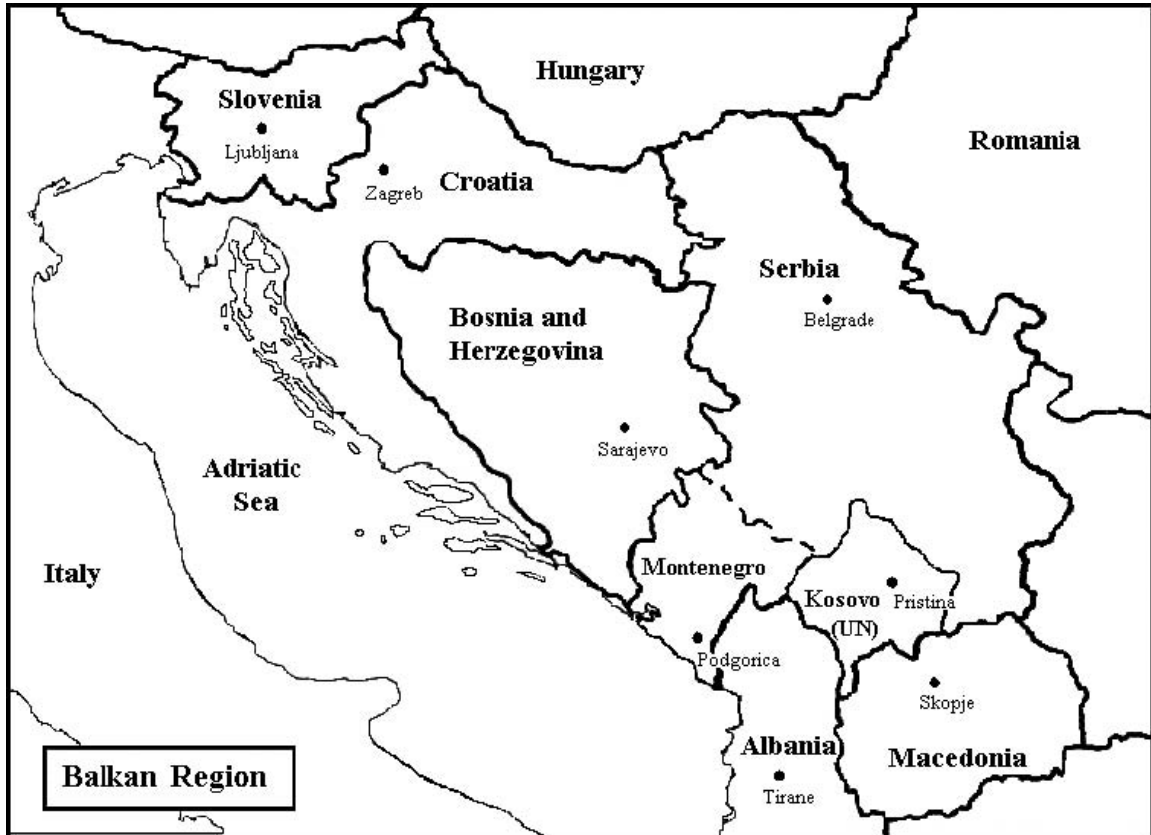 Hungary
Slovenia
Ljubljana
Romania
Zagreb
Croatia
Serbia
Belgrade
Bosnia and
Herzegovina
Sarajevo
Adriatic
Sea
Italy
Montenegro
Kosovo
(UN)
Pristina
Podgorica
Skopje
Albania
Macedonia
Tirane
Balkan Region